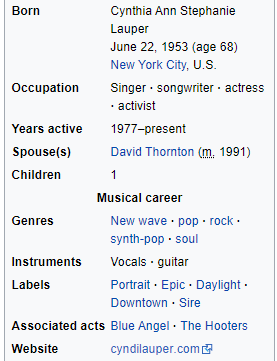 Born Cynthia Ann Stephanie
Lauper
June 22, 1953 (age 68)
New York City, U.S.
Occupation Singer · songwriter · actress
· activist
Years active 1977–present
Spouse(s) David Thornton (m. 1991)
Children 1
Musical career
Genres New wave · pop · rock ·
synth-pop · soul
Instruments Vocals · guitar
Labels Portrait · Epic · Daylight ·
Downtown · Sire
Associated acts Blue Angel · The Hooters
Website cyndilauper.com